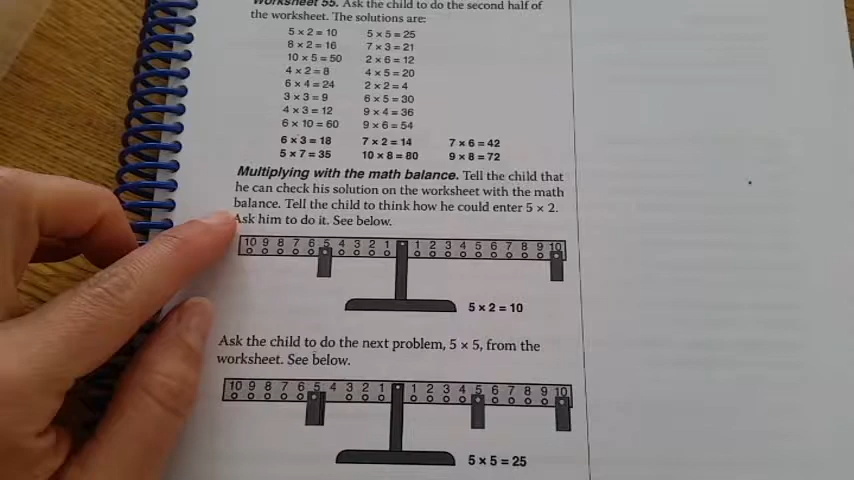 Worksheet 55. Ask the child to do the second half of
the worksheet. The solutions are:
5 × 2 = 10 5 × 5 = 25
8 × 2 = 16 7 × 3 = 21
10 × 5 = 50 2 × 6 = 12
4 × 2 = 8 4 × 5 = 20
6 × 4 = 24 2 × 2 = 4
3 × 3 = 9 6 × 5 = 30
4 × 3 = 12 9 × 4 = 36
6 × 10 = 60 9 × 6 = 54
6 × 3 = 18 7 × 2 = 14 7 × 6 = 42
5 × 7 = 35 10 × 8 = 80 9 × 8 = 72
Multiplying with the math balance. Tell the child that
he can check his solution on the worksheet with the math
balance. Tell the child to think how he could enter 5 × 2.
Ask him to do it. See below.
10 9 8 7 6 5 4 3 2 1 1 2 3 4 5 6 7 8 9 10
5 × 2 = 10
Ask the child to do the next problem, 5 × 5, from the
worksheet. See below.
10 9 8 7 6 5 4 3 2 1 1 2 3 4 5 6 7 8 9 10
5 × 5 = 25